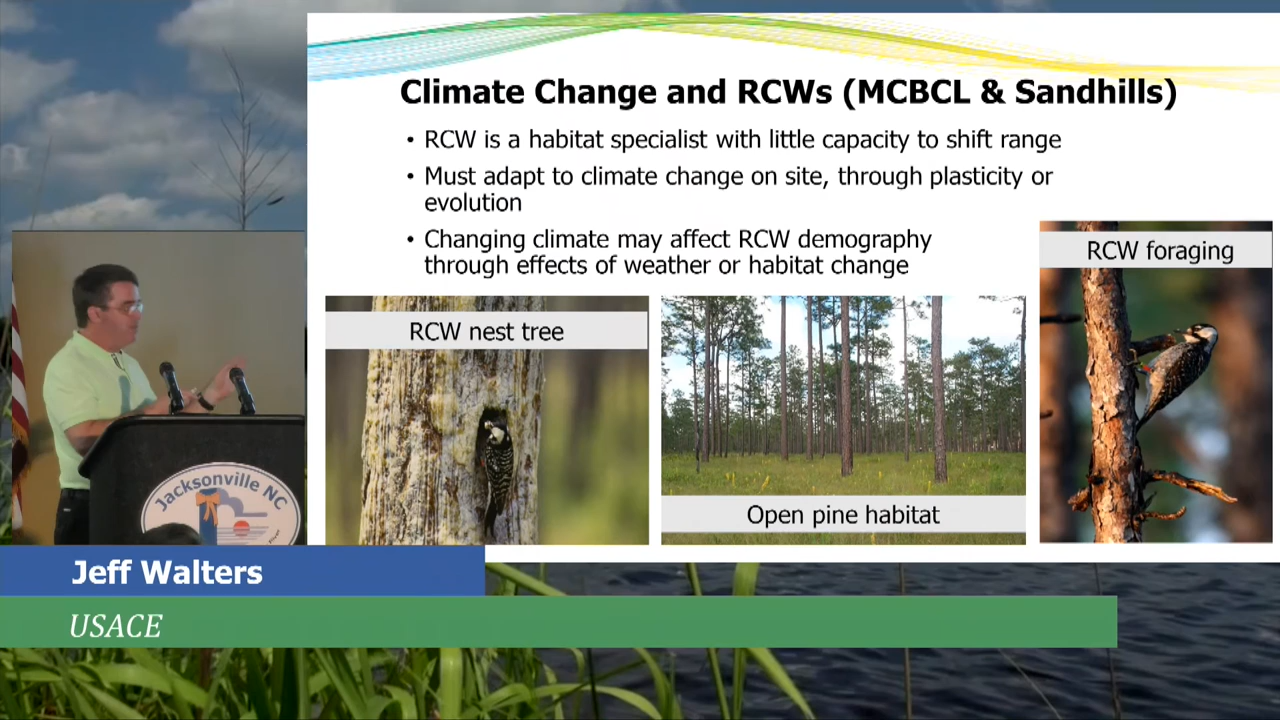 Climate Change and RCWs (MCBCL & Sandhills)
• RCW is a habitat specialist with little capacity to shift range
• Must adapt to climate change on site, through plasticity or
evolution
• Changing climate may affect RCW demography
through effects of weather or habitat change
RCW foraging
RCW nest tree
Open pine habitat
Jacksonville NC
Jeff Walters
USACE